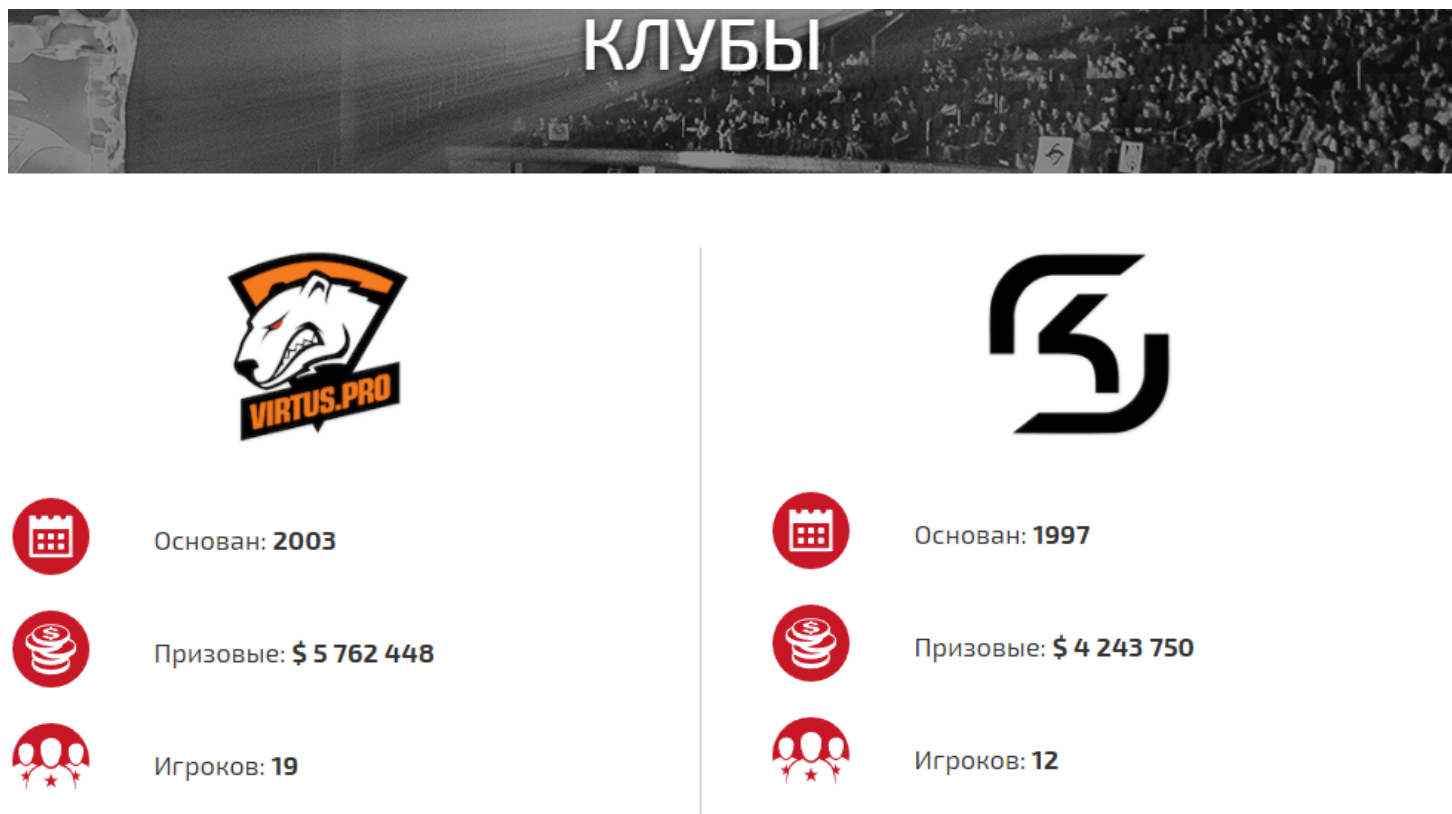 КЛУБЫ
VIRTUS.PRO
Основан: 2003
Призовые: $ 5 762 448
Игроков: 19
SK
Основан: 1997
Призовые: $ 4 243 750
Игроков: 12